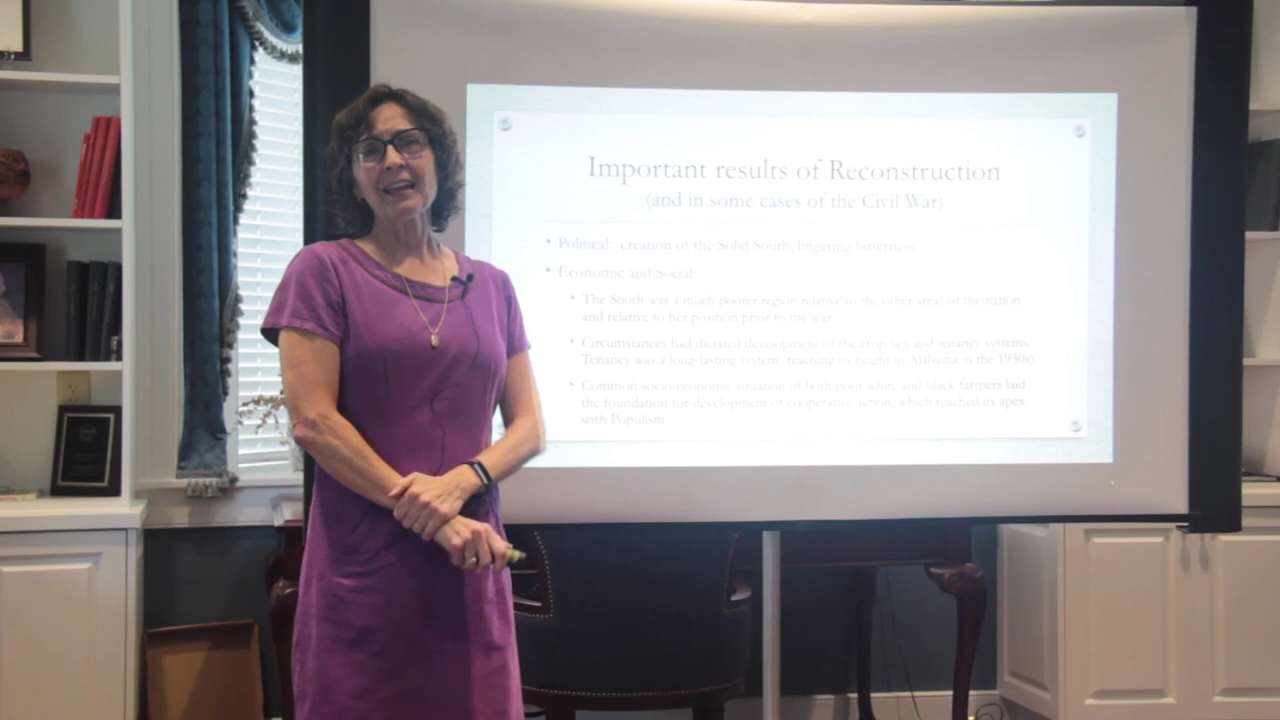 Important results of Reconstruction
(and in some cases of the Civil War)
• Political: creation of the Solid South, lingering bitterness
• Economic and Social
• The South was a much poorer region relative to the other areas of the nation
and relative to her position prior to the war
• Circumstances had dictated development of the crop lien and tenancy systems.
Tenancy was a long-lasting system (reaching its height in Alabama in the 1930s).
• Common socio-economic situation of both poor white and black farmers laid
the foundation for development of cooperative action, which reached its apex
with Populism